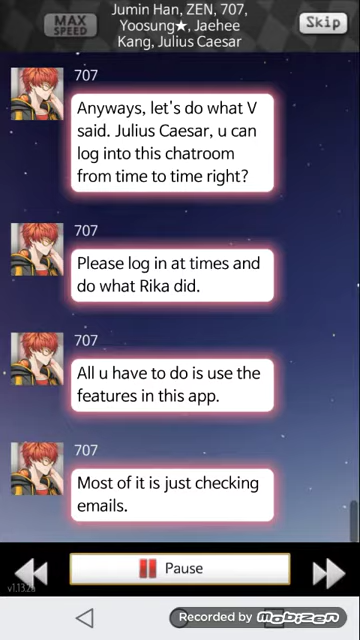 MAX
SPEED
Jumin Han, ZEN, 707,
Yoosung★, Jaehee
Kang, Julius Caesar
Skip
707
Anyways, let's do what V
said. Julius Caesar, u can
log into this chatroom
from time to time right?
707
Please log in at times and
do what Rika did.
707
All u have to do is use the
features in this app.
707
Most of it is just checking
emails.
Pause
Recorded by Mobizen